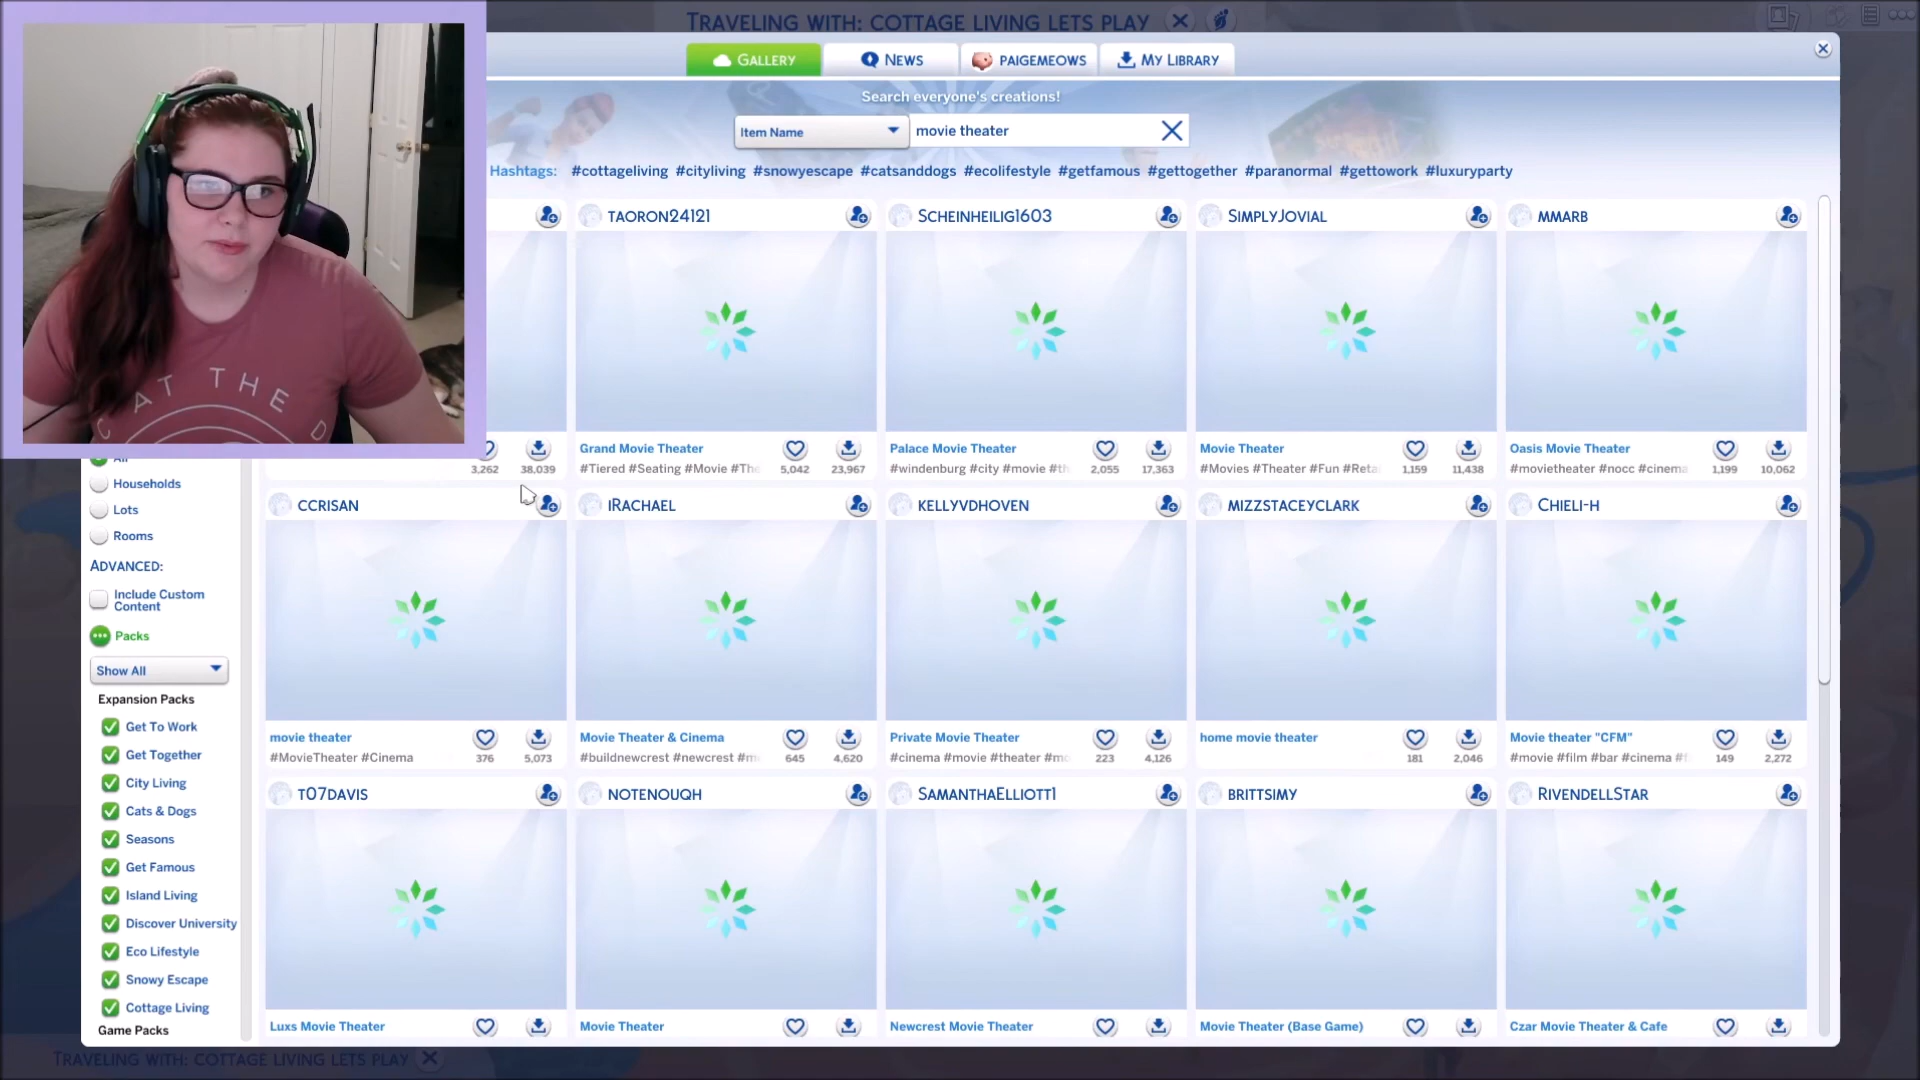 TRAVELING WITH: COTTAGE LIVING LETS PLAY
GALLERY
NEWS
PAIGEMEOWS
MY LIBRARY
Search everyone's creations!
Item Name
movie theater
Hashtags: #cottageliving #cityliving #snowyescape #catsanddogs #ecolifestyle #getfamous #gettogether #paranormal #gettowork #luxuryparty
TAORON24121
SCHEINHEILIG1603
SIMPLYJOVIAL
MMARB
CAT THE D
3,262 38,039
Grand Movie Theater
#Tiered #Seating #Movie #The
5,042 23,967
Palace Movie Theater
#windenburg #city #movie #th
2,055 17,363
Movie Theater
#Movies #Theater #Fun #Reta
1,159 11,438
Oasis Movie Theater
#movietheater #nocc #cinema
1,199 10,062
All
Households
Lots
Rooms
ADVANCED:
Include Custom
Content
Packs
Show All
Expansion Packs
Get To Work
Get Together
City Living
Cats & Dogs
Seasons
Get Famous
Island Living
Discover University
Eco Lifestyle
Snowy Escape
Cottage Living
Game Packs
CCRISAN
IRACHAEL
KELLYVDHOVEN
MIZZSTACEYCLARK
CHIELI-H
movie theater
#MovieTheater #Cinema
376 5,073
Movie Theater & Cinema
#buildnewcrest #newcrest #m
645 4,620
Private Movie Theater
#cinema #movie #theater #mo
223 4,126
home movie theater
181 2,046
Movie theater "CFM"
#movie #film #bar #cinema #f
149 2,272
T07DAVIS
NOTENOUQH
SAMANTHAELLIOTT1
BRITTSIMY
RIVENDELLSTAR
Luxs Movie Theater
Movie Theater
Newcrest Movie Theater
Movie Theater (Base Game)
Czar Movie Theater & Cafe
TRAVELING WITH: COTTAGE LIVING LETS PLAY